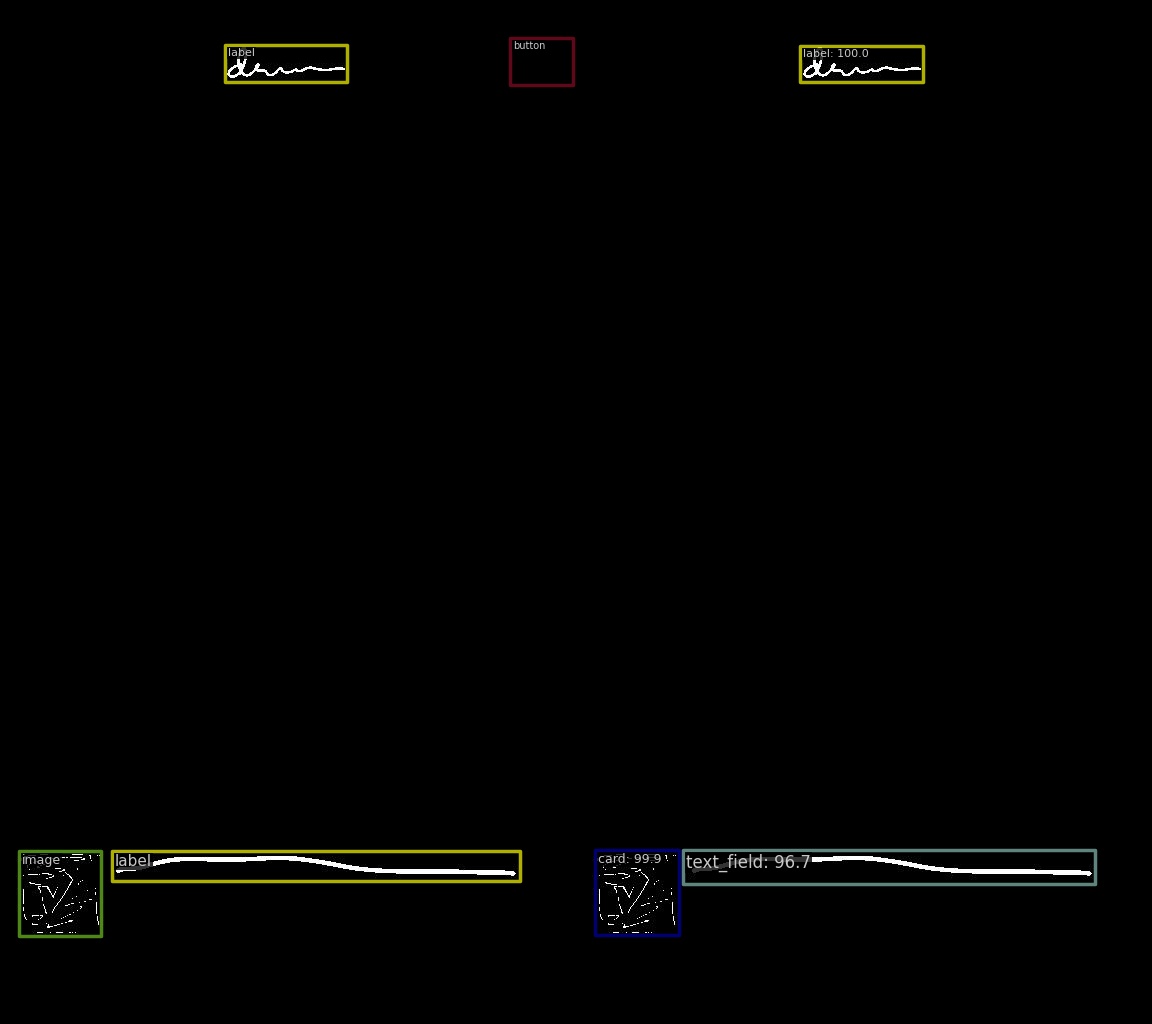 label
button
label: 100.0
image
label
card: 99.9
text_field: 96.7